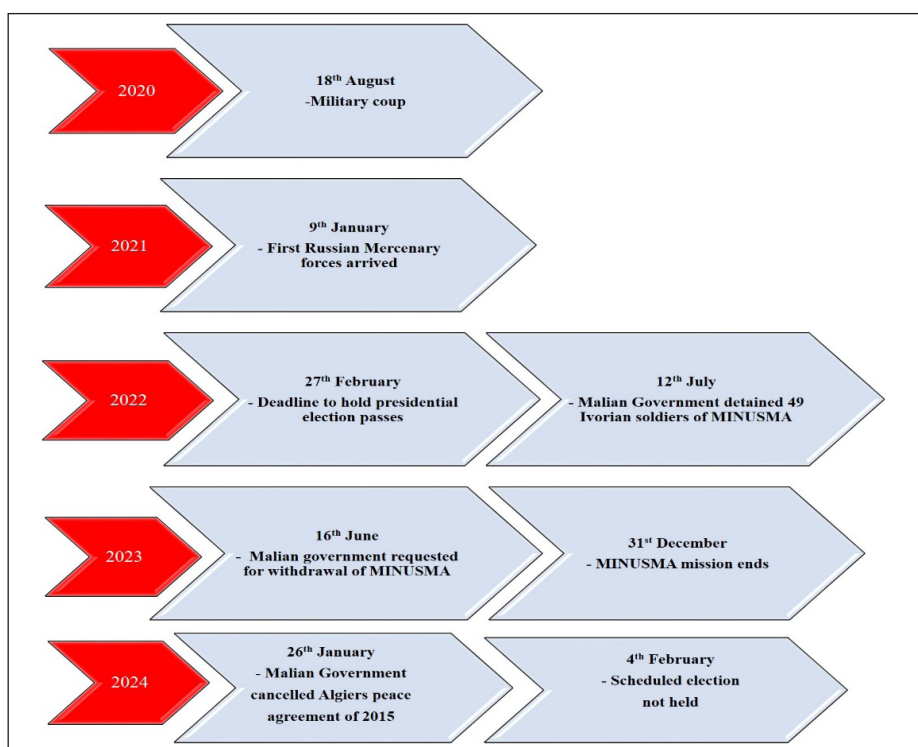 2020
18th August
-Military coup
2021
9th January
- First Russian Mercenary
forces arrived
2022
27th February
- Deadline to hold presidential
election passes
12th July
- Malian Government detained 49
Ivorian soldiers of MINUSMA
2023
16th June
- Malian government requested
for withdrawal of MINUSMA
31st December
- MINUSMA mission ends
2024
26th January
- Malian Government
cancelled Algiers peace
agreement of 2015
4th February
- Scheduled election
not held